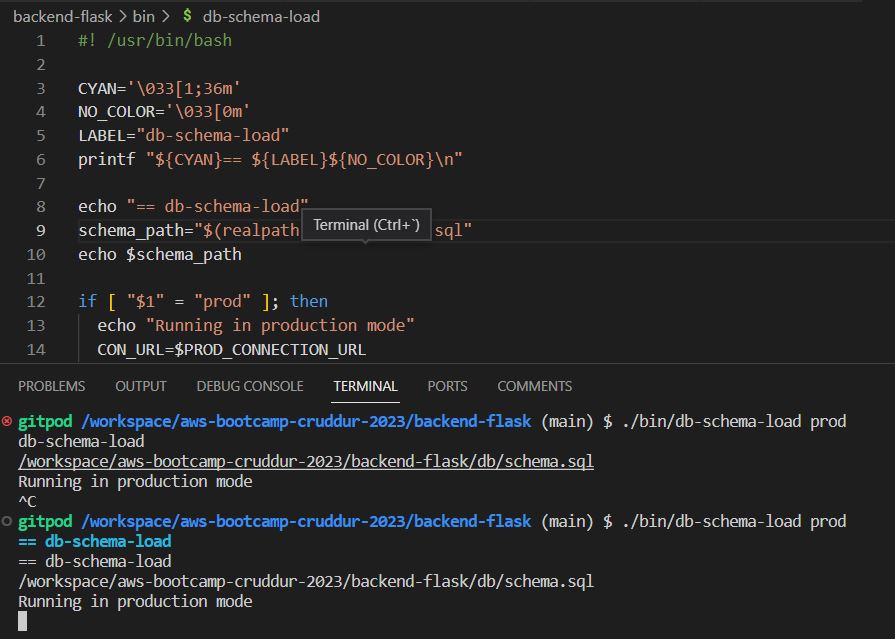 backend-flask > bin > $ db-schema-load
1 #! /usr/bin/bash
2
3 CYAN='\033[1;36m'
4 NO_COLOR='\033[0m'
5 LABEL="db-schema-load"
6 printf "${CYAN}== ${LABEL}${NO_COLOR}\n"
7
8 echo "== db-schema-load"
9 schema_path="$(realpath Terminal (Ctrl+`) sql"
10 echo $schema_path
11
12 if [ "$1" = "prod" ]; then
13 echo "Running in production mode"
14 CON_URL=$PROD_CONNECTION_URL
PROBLEMS OUTPUT DEBUG CONSOLE TERMINAL PORTS COMMENTS
gitpod /workspace/aws-bootcamp-cruddur-2023/backend-flask (main) $ ./bin/db-schema-load prod
db-schema-load
/workspace/aws-bootcamp-cruddur-2023/backend-flask/db/schema.sql
Running in production mode
^C
gitpod /workspace/aws-bootcamp-cruddur-2023/backend-flask (main) $ ./bin/db-schema-load prod
== db-schema-load
== db-schema-load
/workspace/aws-bootcamp-cruddur-2023/backend-flask/db/schema.sql
Running in production mode